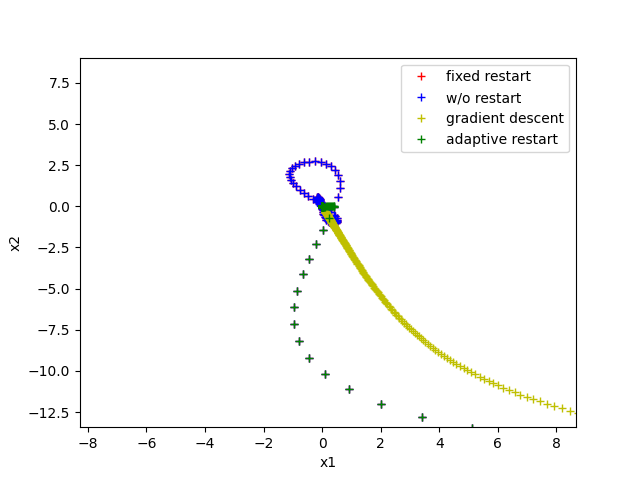 fixed restart
w/o restart
gradient descent
adaptive restart
7.5
5.0
2.5
0.0
−2.5
−5.0
−7.5
−10.0
−12.5
x2
−8 −6 −4 −2 0 2 4 6 8
x1